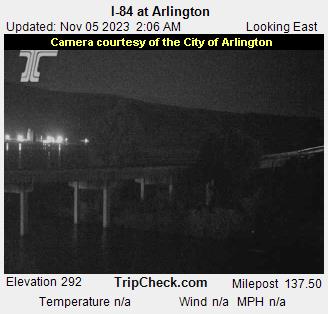 I-84 at Arlington
Updated: Nov 05 2023 2:06 AM Looking East
Camera courtesy of the City of Arlington
Elevation 292 TripCheck.com Milepost 137.50
Temperature n/a Wind n/a MPH n/a